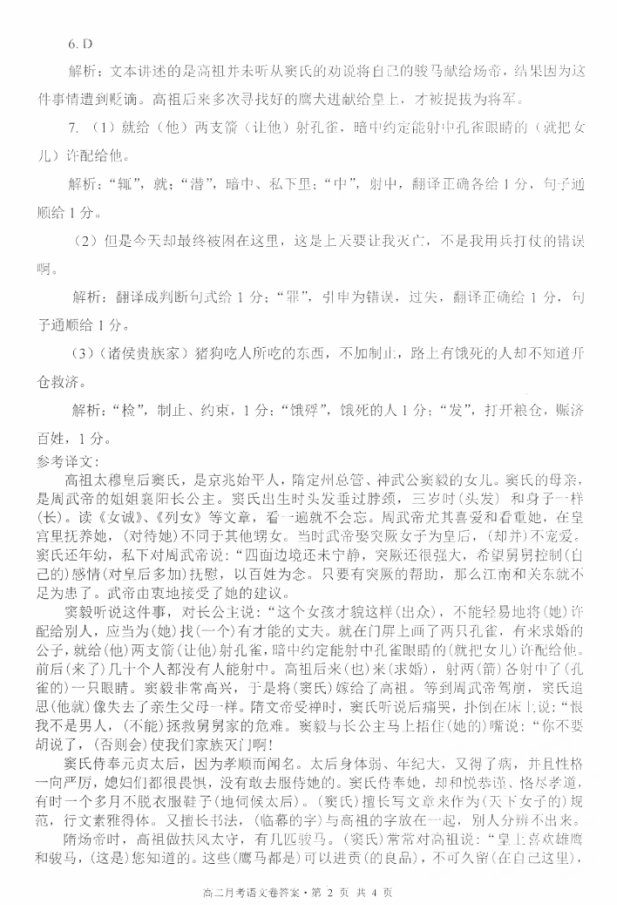 6. D
解析：文本讲述的是高祖并未听从窦氏的劝说将自己的骏马献给炀帝，结果因为这
件事情遭到贬谪。高祖后来多次寻找好的鹰犬进献给皇上，才被提拔为将军。
7. （1）就给（他）两支箭（让他）射孔雀，暗中约定能射中孔雀眼睛的（就把女
儿）许配给他。
解析：“辄”，就；“潜”，暗中、私下里；“中”，射中，翻译正确各给 1 分，句子通
顺给 1 分。
（2）但是今天却最终被困在这里，这是上天要让我灭亡，不是我用兵打仗的错误
啊。
解析：翻译成判断句式给 1 分；“罪”，引申为错误，过失，翻译正确给 1 分，句
子通顺给 1 分。
（3）（诸侯贵族家）猪狗吃人所吃的东西，不加制止，路上有饿死的人却不知道开
仓救济。
解析：“检”，制止、约束，1 分；“饿殍”，饿死的人 1 分；“发”，打开粮仓，赈济
百姓，1 分。
参考译文：
高祖太穆皇后窦氏，是京兆始平人，隋定州总管、神武公窦毅的女儿。窦氏的母亲，
是周武帝的姐姐襄阳长公主。窦氏出生时头发垂过脖颈，三岁时(头发) 和身子一样
(长)。读《女诫》、《列女》等文章，看一遍就不会忘。周武帝尤其喜爱和看重她，在皇
宫里抚养她，(对待她)不同于其他甥女。当时武帝娶突厥女子为皇后，(却并)不宠爱。
窦氏还年幼，私下对周武帝说：“四面边境还未宁静，突厥还很强大，希望舅舅控制(自
己的)感情(对皇后多加)抚慰，以百姓为念。只要有突厥的帮助，那么江南和关东就不
足为患了。武帝由衷地接受了她的建议。
窦毅听说这件事，对长公主说：“这个女孩才貌这样(出众)，不能轻易地将(她)许
配给别人，应当为(她)找(一个)有才能的丈夫。就在门屏上画了两只孔雀，有来求婚的
公子，就给(他)两支箭(让他)射孔雀，暗中约定能射中孔雀眼睛的(就把女儿)许配给他。
前后(来了)几十个人都没有人能射中。高祖后来(也)来(求婚)，射两(箭)各射中了(孔
雀的)一只眼睛。窦毅非常高兴，于是将(窦氏)嫁给了高祖。等到周武帝驾崩，窦氏追
思(他就)像失去了亲生父母一样。隋文帝受禅时，窦氏听说后痛哭，扑倒在床上说：“恨
我不是男人，(不能)拯救舅舅家的危难。窦毅与长公主马上捂住(她的)嘴说：“你不要
胡说了，(否则会)使我们家族灭门啊!
窦氏侍奉元贞太后，因为孝顺而闻名。太后身体弱、年纪大，又得了病，并且性格
一向严厉，媳妇们都很畏惧，没有敢去服侍她的。窦氏侍奉她，却和悦恭谨、恪尽孝道，
有时一个多月不脱衣服鞋子(地伺候太后)。(窦氏)擅长写文章来作为(天下女子的)规
范，行文素雅得体。又擅长书法，(临摹的字)与高祖的字放在一起，别人分辨不出来。
隋炀帝时，高祖做扶风太守，有几匹骏马。(窦氏)常常对高祖说：“皇上喜欢雄鹰
和骏马，(这是)您知道的。这些(鹰马都是)可以进贡(的良品)，不可久留(在自己这里)，
高二月考语文卷答案·第 2 页 共 4 页